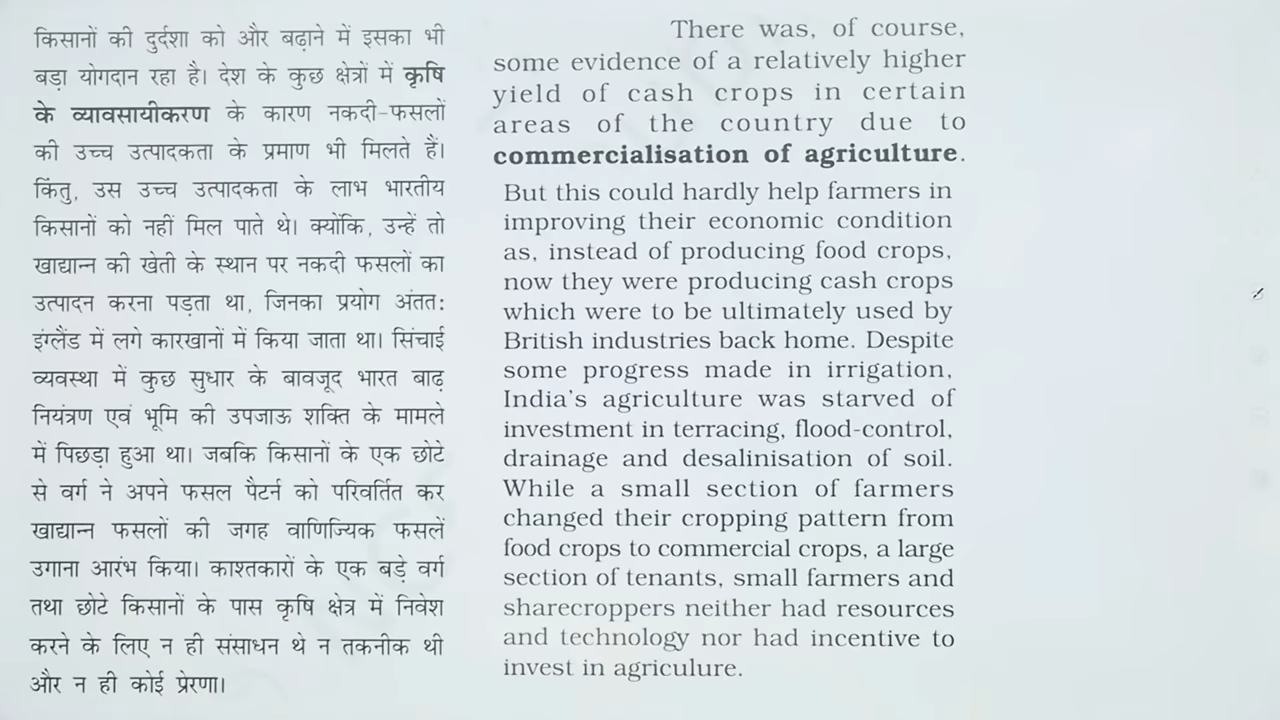 किसानों की दुर्दशा को और बढ़ाने में इसका भी
बड़ा योगदान रहा है। देश के कुछ क्षेत्रों में कृषि
के व्यावसायीकरण के कारण नकदी-फसलों
की उच्च उत्पादकता के प्रमाण भी मिलते हैं।
किंतु, उस उच्च उत्पादकता के लाभ भारतीय
किसानों को नहीं मिल पाते थे। क्योंकि, उन्हें तो
खाद्यान्न की खेती के स्थान पर नकदी फसलों का
उत्पादन करना पड़ता था, जिनका प्रयोग अंततः
इंग्लैंड में लगे कारखानों में किया जाता था। सिंचाई
व्यवस्था में कुछ सुधार के बावजूद भारत बाढ़
नियंत्रण एवं भूमि की उपजाऊ शक्ति के मामले
में पिछड़ा हुआ था। जबकि किसानों के एक छोटे
से वर्ग ने अपने फसल पैटर्न को परिवर्तित कर
खाद्यान्न फसलों की जगह वाणिज्यिक फसलें
उगाना आरंभ किया। काश्तकारों के एक बड़े वर्ग
तथा छोटे किसानों के पास कृषि क्षेत्र में निवेश
करने के लिए न ही संसाधन थे न तकनीक थी
और न ही कोई प्रेरणा।
There was, of course,
some evidence of a relatively higher
yield of cash crops in certain
areas of the country due to
commercialisation of agriculture.
But this could hardly help farmers in
improving their economic condition
as, instead of producing food crops,
now they were producing cash crops
which were to be ultimately used by
British industries back home. Despite
some progress made in irrigation,
India's agriculture was starved of
investment in terracing, flood-control,
drainage and desalinisation of soil.
While a small section of farmers
changed their cropping pattern from
food crops to commercial crops, a large
section of tenants, small farmers and
sharecroppers neither had resources
and technology nor had incentive to
invest in agriculure.